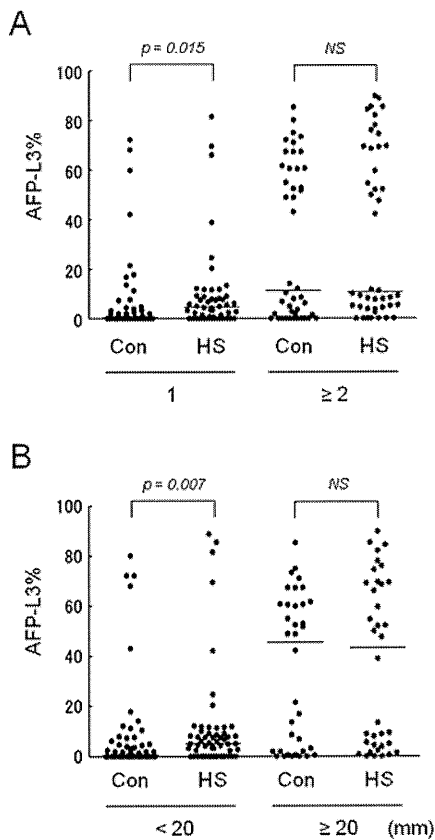 A
p = 0.015
NS
AFP-L3%
100
80
60
40
20
0
Con
HS
Con
HS
1
≥ 2
B
p = 0.007
NS
AFP-L3%
100
80
60
40
20
0
Con
HS
Con
HS
< 20
≥ 20
(mm)